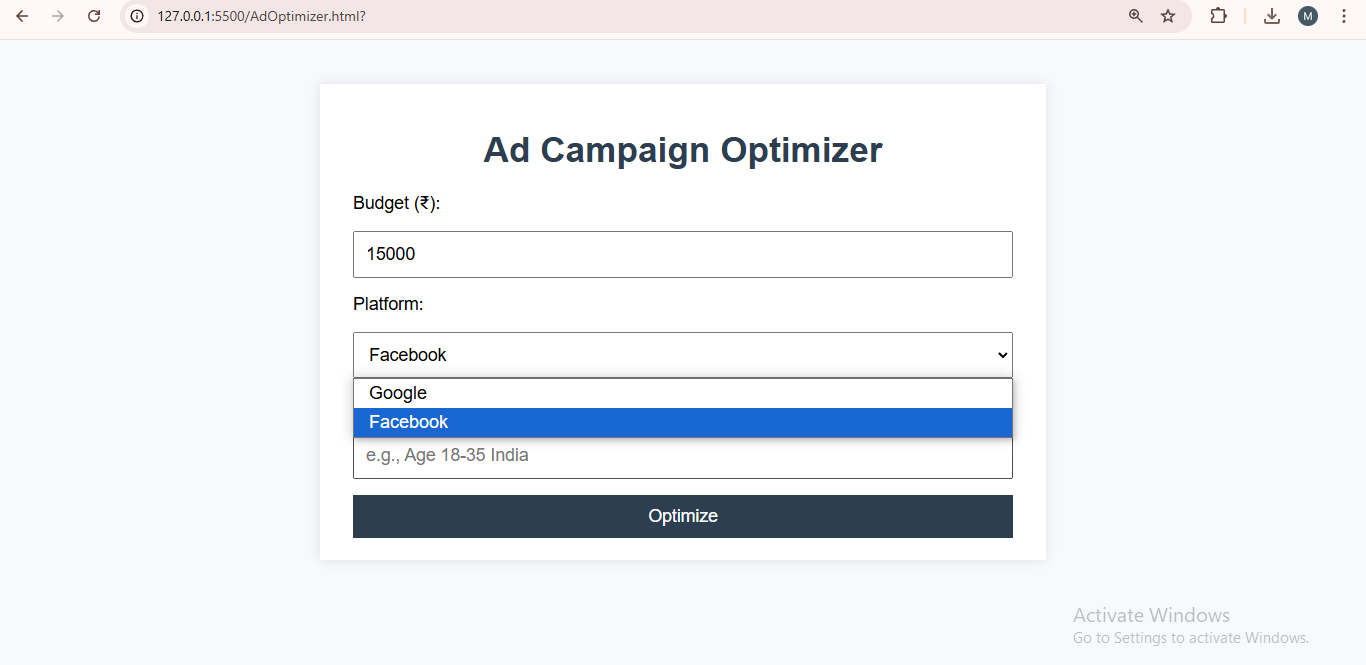 127.0.0.1:5500/AdOptimizer.html?
M
Ad Campaign Optimizer
Budget (₹):
15000
Platform:
Facebook
Google
Facebook
e.g., Age 18-35 India
Optimize
Activate Windows
Go to Settings to activate Windows.